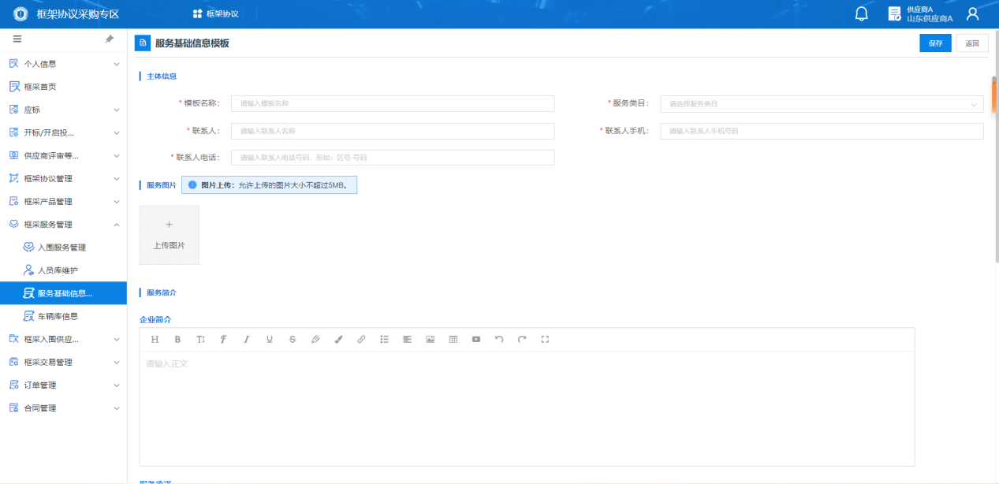 框架协议采购专区
框架协议
供应商A
山东供应商A
个人信息
框采首页
应标
开标/开启投...
供应商评审等...
框架协议管理
框采产品管理
框采服务管理
入围服务管理
人员库维护
服务基础信息...
车辆库信息
框采入围供应...
框采交易管理
订单管理
合同管理
服务基础信息模板
保存
返回
主体信息
* 模板名称:
请输入模板名称
* 服务类目:
请选择服务类目
* 联系人:
请输入联系人名称
* 联系人手机:
请输入联系人手机号码
* 联系人电话:
请输入联系人电话号码，形如：区号-号码
服务图片
图片上传：允许上传的图片大小不超过5MB。
+
上传图片
服务简介
企业简介
H B T F I U S
请输入正文
服务承诺